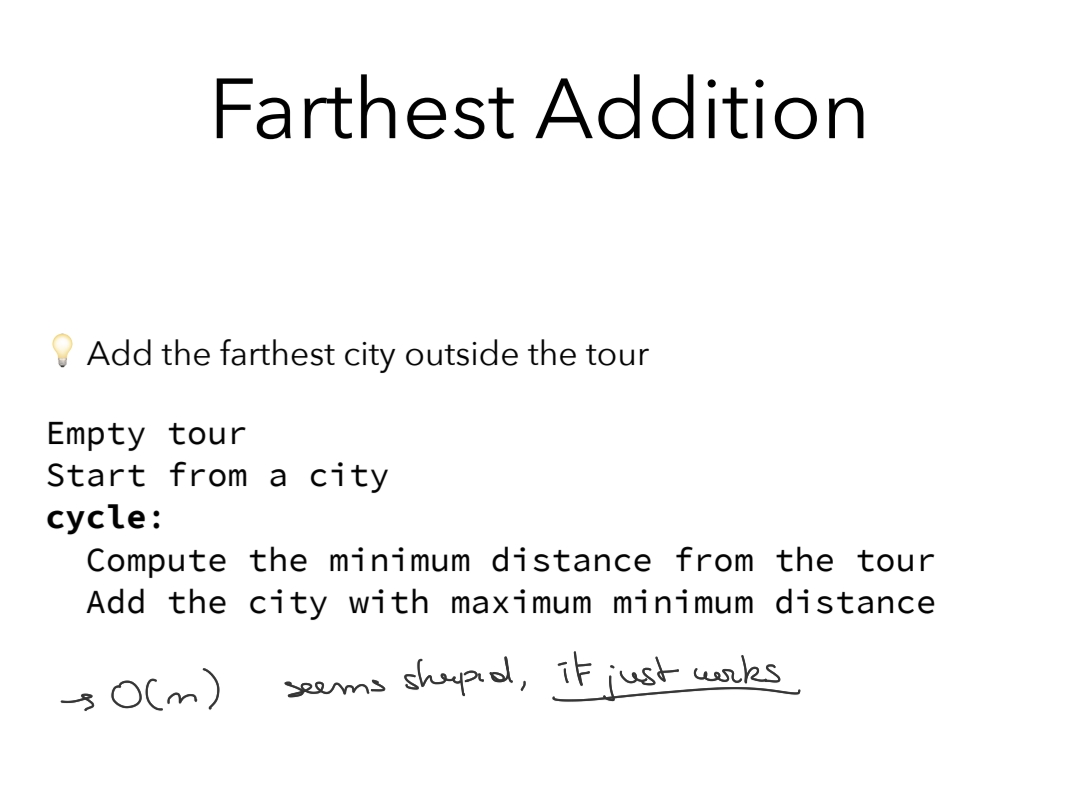 Farthest Addition
💡 Add the farthest city outside the tour
Empty tour
Start from a city
cycle:
  Compute the minimum distance from the tour
  Add the city with maximum minimum distance
→ O(n) seems , it just works